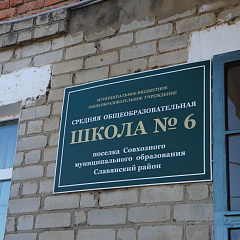 МУНИЦИПАЛЬНОЕ БЮДЖЕТНОЕ
ОБЩЕОБРАЗОВАТЕЛЬНОЕ УЧРЕЖДЕНИЕ
СРЕДНЯЯ ОБЩЕОБРАЗОВАТЕЛЬНАЯ
ШКОЛА № 6
поселка Совхозного
муниципального образования
Славянский район